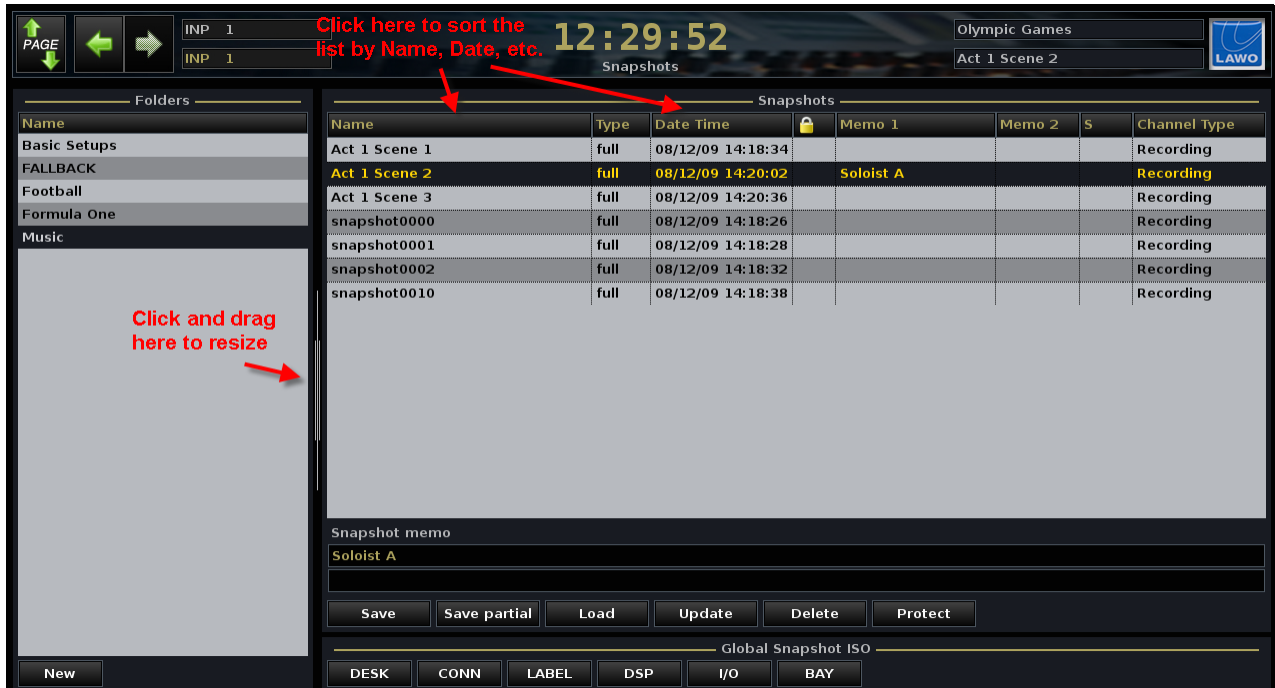 PAGE
INP 1
INP 1
Click here to sort the
list by Name, Date, etc.
12:29:52
Snapshots
Olympic Games
Act 1 Scene 2
LAWO
Folders
Name
Basic Setups
FALLBACK
Football
Formula One
Music
Click and drag
here to resize
New
Snapshots
Name Type Date Time Memo 1 Memo 2 S Channel Type
Act 1 Scene 1 full 08/12/09 14:18:34 Recording
Act 1 Scene 2 full 08/12/09 14:20:02 Soloist A Recording
Act 1 Scene 3 full 08/12/09 14:20:36 Recording
snapshot0000 full 08/12/09 14:18:26 Recording
snapshot0001 full 08/12/09 14:18:28 Recording
snapshot0002 full 08/12/09 14:18:32 Recording
snapshot0010 full 08/12/09 14:18:38 Recording
Snapshot memo
Soloist A
Save Save partial Load Update Delete Protect
Global Snapshot ISO
DESK CONN LABEL DSP I/O BAY